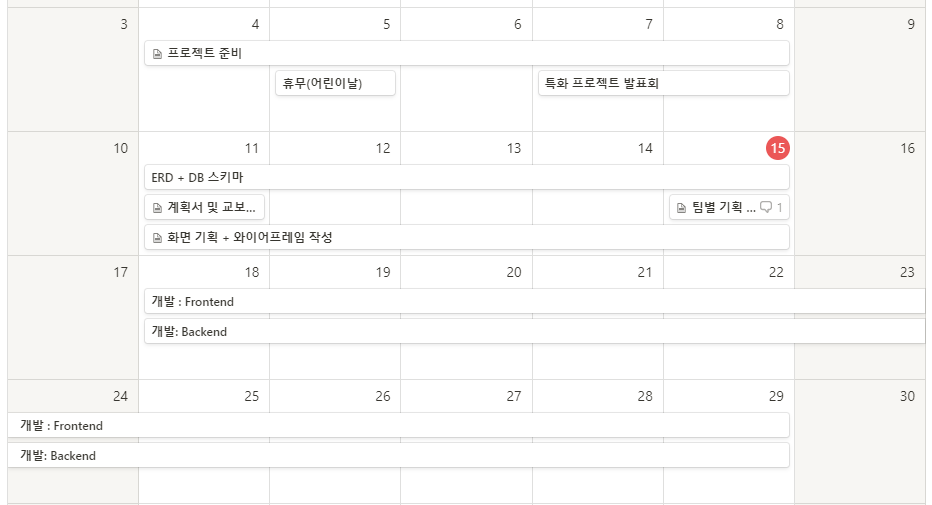 3 4 5 6 7 8 9
프로젝트 준비
휴무(어린이날) 특화 프로젝트 발표회
10 11 12 13 14 15 16
ERD + DB 스키마
계획서 및 교보... 팀별 기획 ... 1
화면 기획 + 와이어프레임 작성
17 18 19 20 21 22 23
개발 : Frontend
개발: Backend
24 25 26 27 28 29 30
개발 : Frontend
개발: Backend